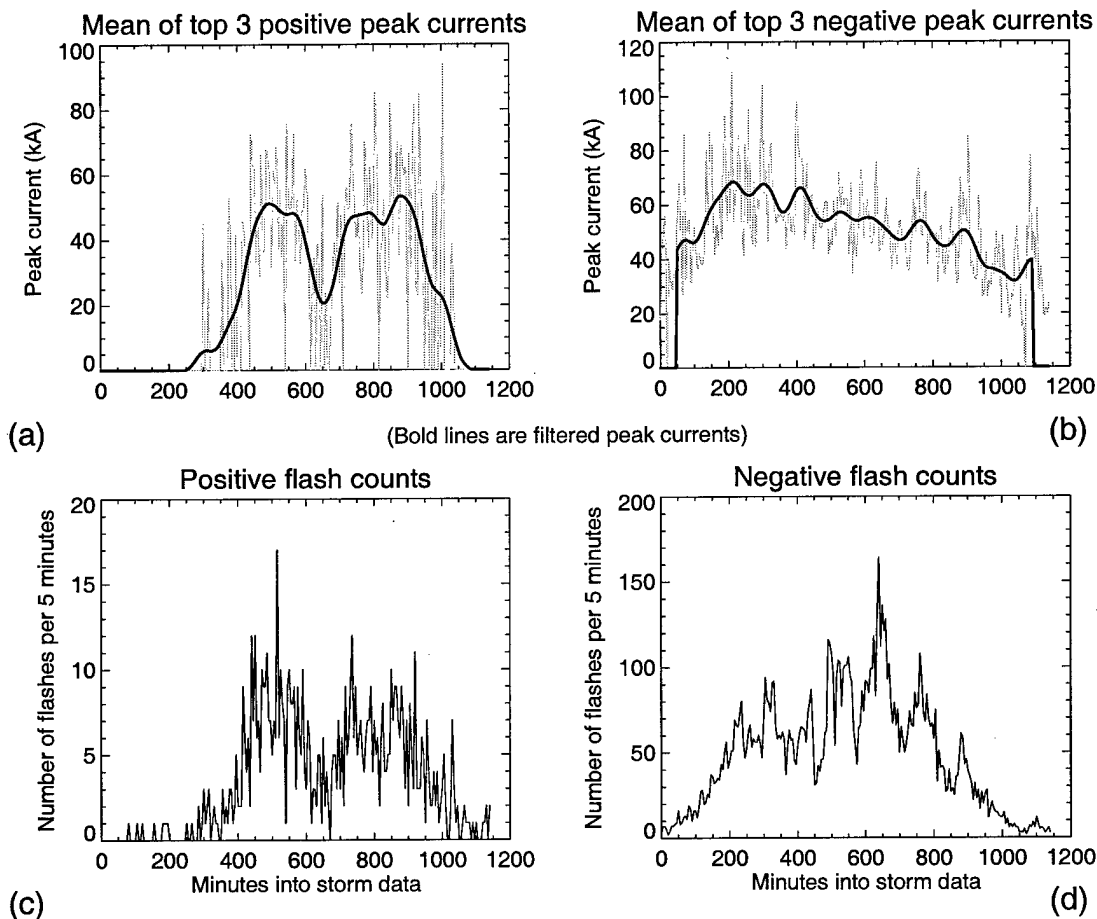 Mean of top 3 positive peak currents
Mean of top 3 negative peak currents
Peak current (kA)
100
80
60
40
20
0
0 200 400 600 800 1000 1200
Peak current (kA)
120
100
80
60
40
20
0
0 200 400 600 800 1000 1200
(a)
(Bold lines are filtered peak currents)
(b)
Positive flash counts
Negative flash counts
Number of flashes per 5 minutes
20
15
10
5
0
0 200 400 600 800 1000 1200
Minutes into storm data
Number of flashes per 5 minutes
200
150
100
50
0
0 200 400 600 800 1000 1200
Minutes into storm data
(c)
(d)